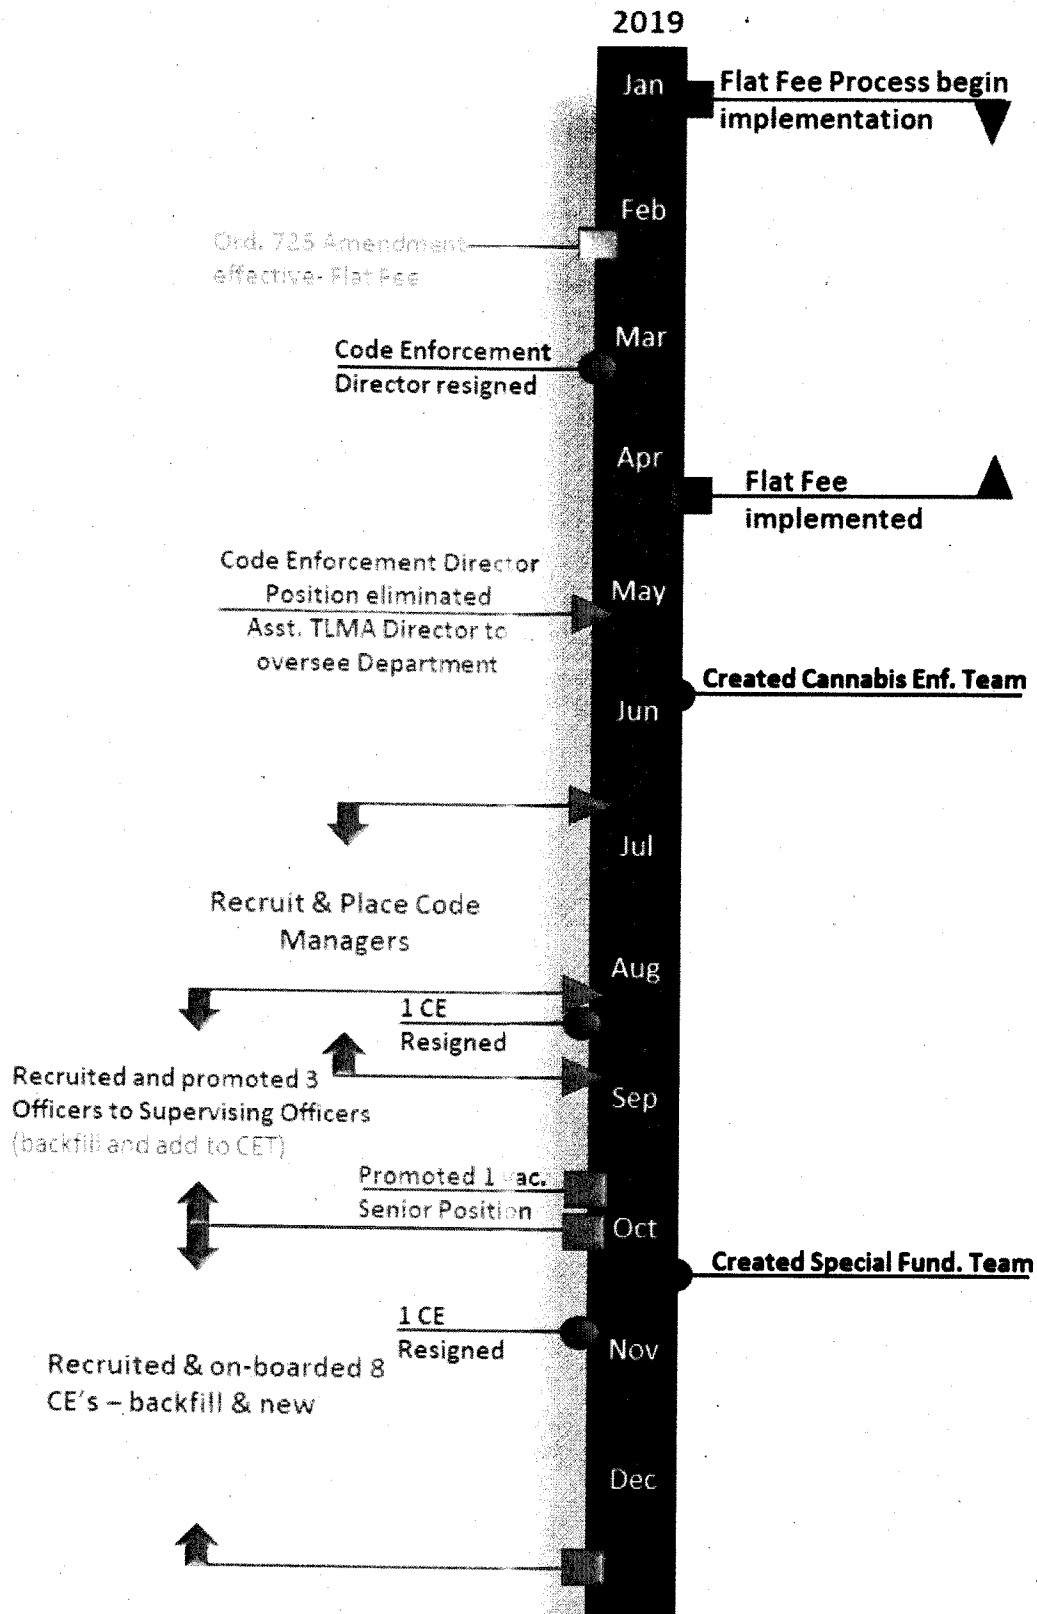 2019
Jan
Flat Fee Process begin
implementation
Feb
Ord. 725 Amendment
effective- Flat Fee
Mar
Code Enforcement
Director resigned
Apr
Flat Fee
implemented
Code Enforcement Director
Position eliminated
Asst. TLMA Director to
oversee Department
May
Created Cannabis Enf. Team
Jun
Jul
Recruit & Place Code
Managers
Aug
1 CE
Resigned
Recruited and promoted 3
Officers to Supervising Officers
(backfill and add to CET)
Sep
Promoted 1 ac.
Senior Position
Oct
Created Special Fund. Team
1 CE
Resigned
Nov
Recruited & on-boarded 8
CE's – backfill & new
Dec